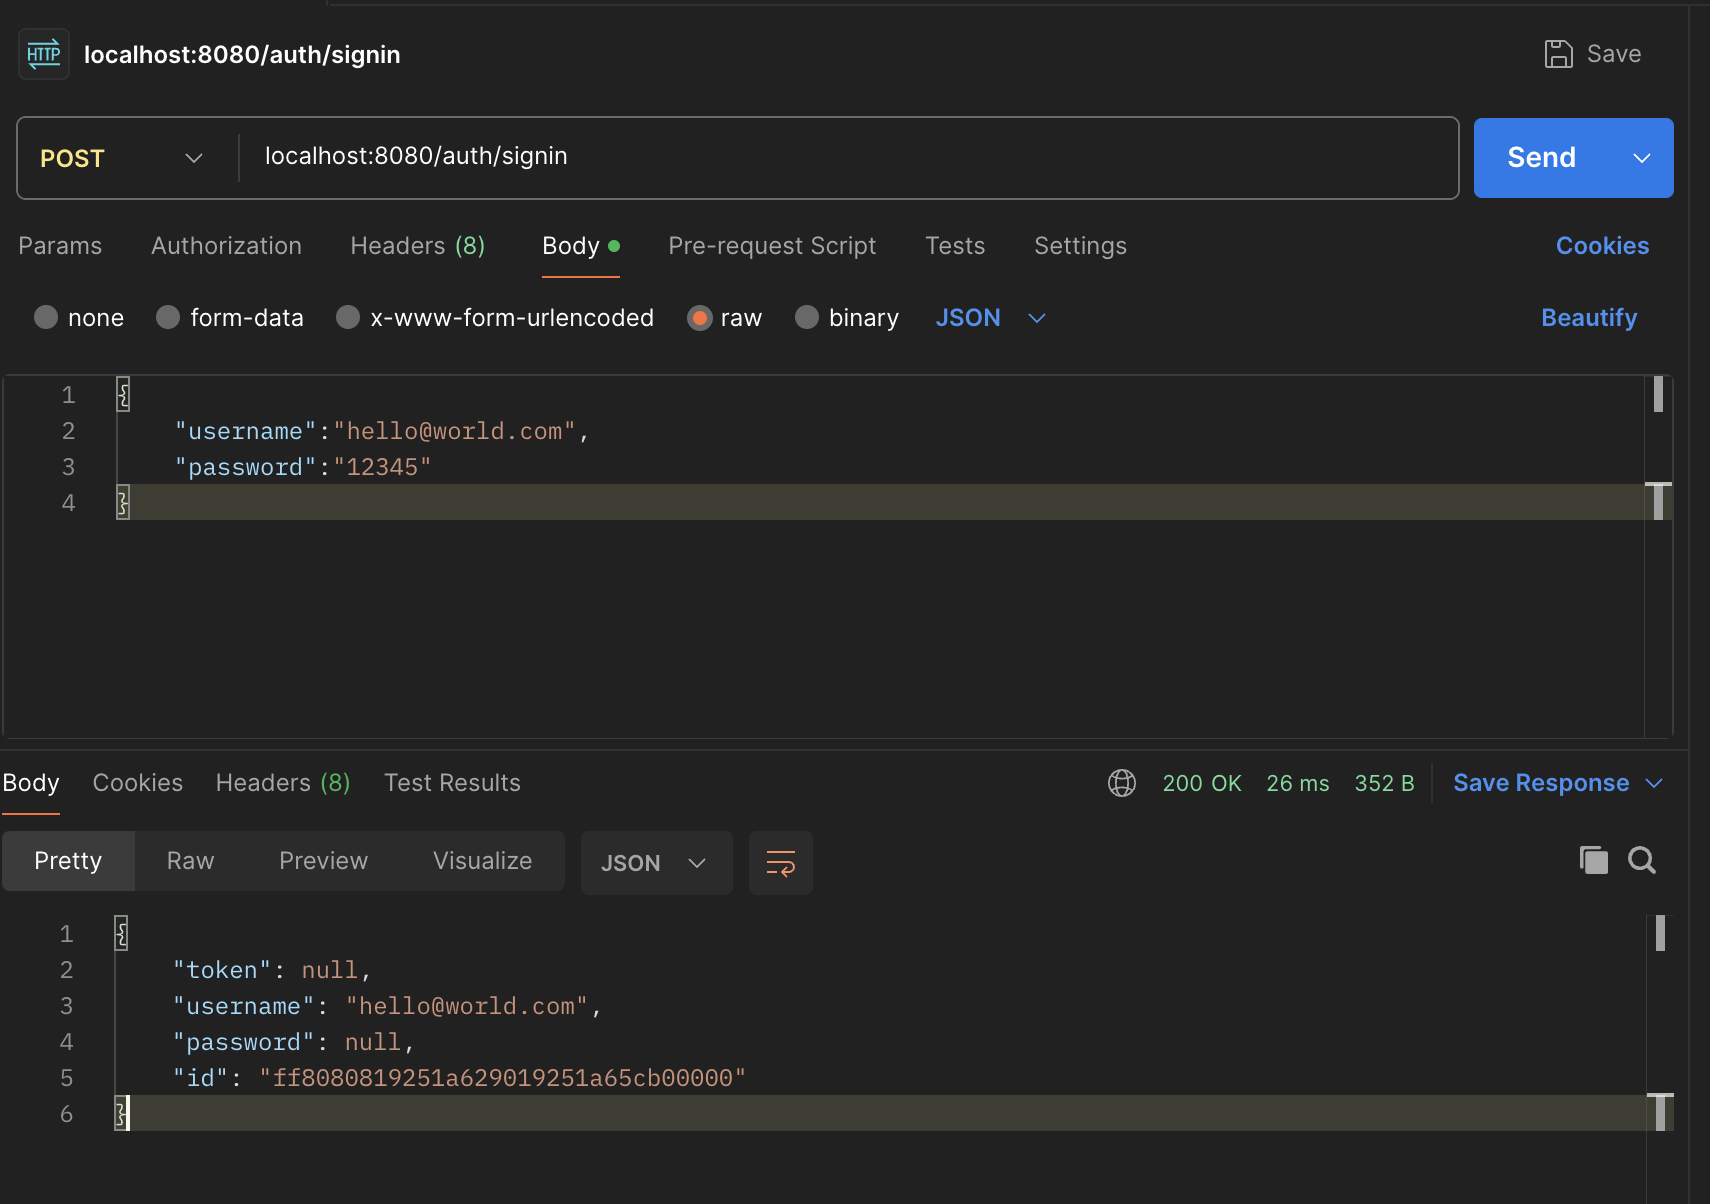 HTTP localhost:8080/auth/signin Save
POST localhost:8080/auth/signin Send
Params Authorization Headers (8) Body Pre-request Script Tests Settings Cookies
none form-data x-www-form-urlencoded raw binary JSON Beautify
1 {
2 "username":"hello@world.com",
3 "password":"12345"
4 }
Body Cookies Headers (8) Test Results 200 OK 26 ms 352 B Save Response
Pretty Raw Preview Visualize JSON
1 {
2 "token": null,
3 "username": "hello@world.com",
4 "password": null,
5 "id": "ff8080819251a629019251a65cb00000"
6 }